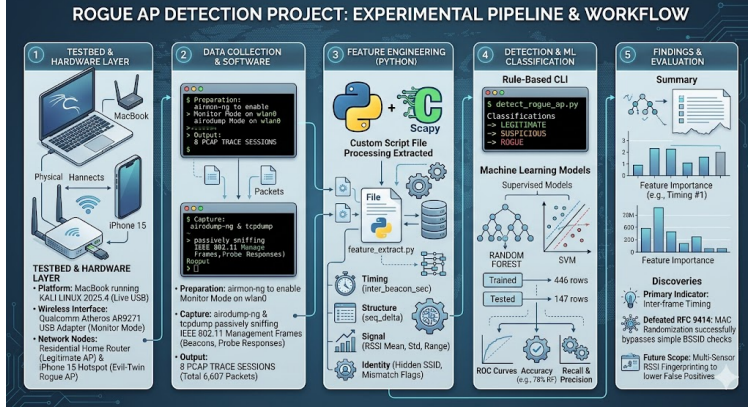 ROGUE AP DETECTION PROJECT: EXPERIMENTAL PIPELINE & WORKFLOW
1
TESTBED &
HARDWARE LAYER
MacBook
Physical
Hannects
iPhone 15
TESTBED & HARDWARE
LAYER
• Platform: MacBook running
KALI LINUX 2025.4 (Live USB)
• Wireless Interface:
Qualcomm Atheros AR9271
USB Adapter (Monitor Mode)
• Network Nodes:
Residential Home Router
(Legitimate AP) &
iPhone 15 Hotspot (Evil-Twin
Rogue AP)
2
DATA COLLECTION
& SOFTWARE
$ Preparation:
airmon-ng to enable
> Monitor Mode on wlan0
airodump Mode on wlan0
> Output:
8 PCAP TRACE SESSIONS
$
Packets
$ Capture:
airodump-ng & tcpdump
~
> passively sniffing
IEEE 802.11 Manage
Frames,Probe Responses)
Rogput
>
• Preparation: airmon-ng to enable
Monitor Mode on wlan0
• Capture: airodump-ng &
tcpdump passively sniffing
IEEE 802.11 Management Frames
(Beacons, Probe Responses)
• Output:
8 PCAP TRACE SESSIONS
(Total 6,607 Packets)
3
FEATURE ENGINEERING
(PYTHON)
+
Scapy
Custom Script File
Processing Extracted
File
feature_extract.py
Timing
(inter_beacon_sec)
Structure
(seq_delta)
Signal
(RSSI Mean, Std, Range)
Identity (Hidden SSID,
Mismatch Flags)
4
DETECTION & ML
CLASSIFICATION
Rule-Based CLI
$ detect_rogue_ap.py
Classifications
-> LEGITIMATE
-> SUSPICIOUS
-> ROGUE
Machine Learning Models
Supervised Models
RANDOM
FOREST
SVM
Trained
446 rows
Tested
147 rows
ROC Curves
Accuracy
(e.g., 78% RF)
Recall &
Precision
5
FINDINGS &
EVALUATION
Summary
3
2
1
0
Feature Importance
(e.g., Timing #1)
20M
Feature Importance
Discoveries
Primary Indicator:
Inter-frame Timing
Defeated RFC 9414: MAC
Randomization successfully
bypasses simple BSSID checks
Future Scope: Multi-Sensor
RSSI Fingerprinting to
lower False Positives